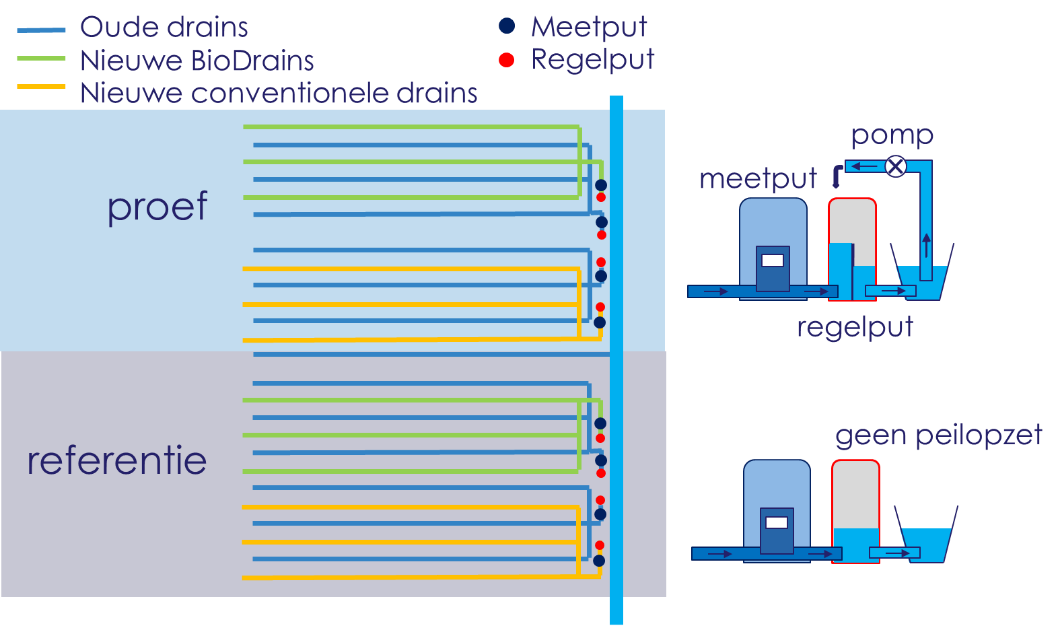 Oude drains
Nieuwe BioDrains
Nieuwe conventionele drains
Meetput
Regelput
proef
referentie
pomp
meetput
regelput
geen peilopzet